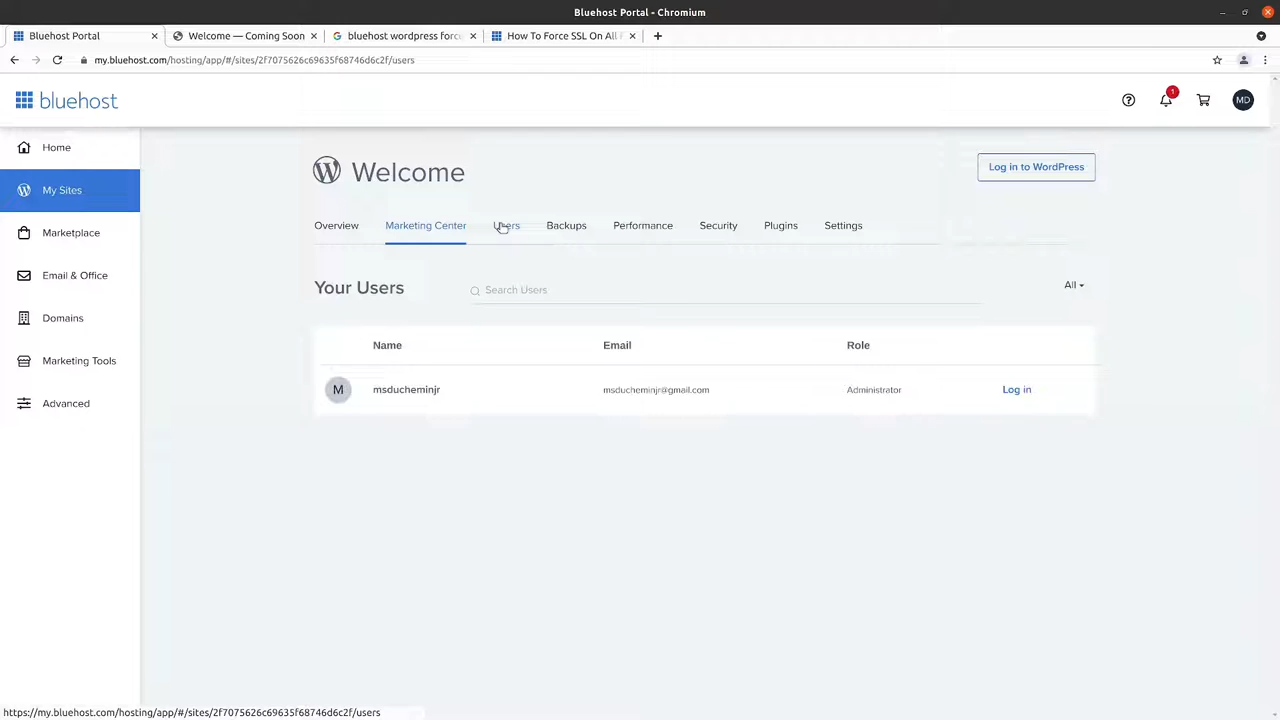 Bluehost Portal - Chromium
Bluehost Portal
Welcome — Coming Soon
bluehost wordpress forc
How To Force SSL On All
my.bluehost.com/hosting/app/#/sites/2f7075626c69635f68746d6c2f/users
bluehost
1
MD
Home
My Sites
Marketplace
Email & Office
Domains
Marketing Tools
Advanced
Welcome
Log in to WordPress
Overview Marketing Center Users Backups Performance Security Plugins Settings
Your Users
Search Users
All
Name Email Role
M msducheminjr msducheminjr@gmail.com Administrator Log in
https://my.bluehost.com/hosting/app/#/sites/2f7075626c69635f68746d6c2f/users